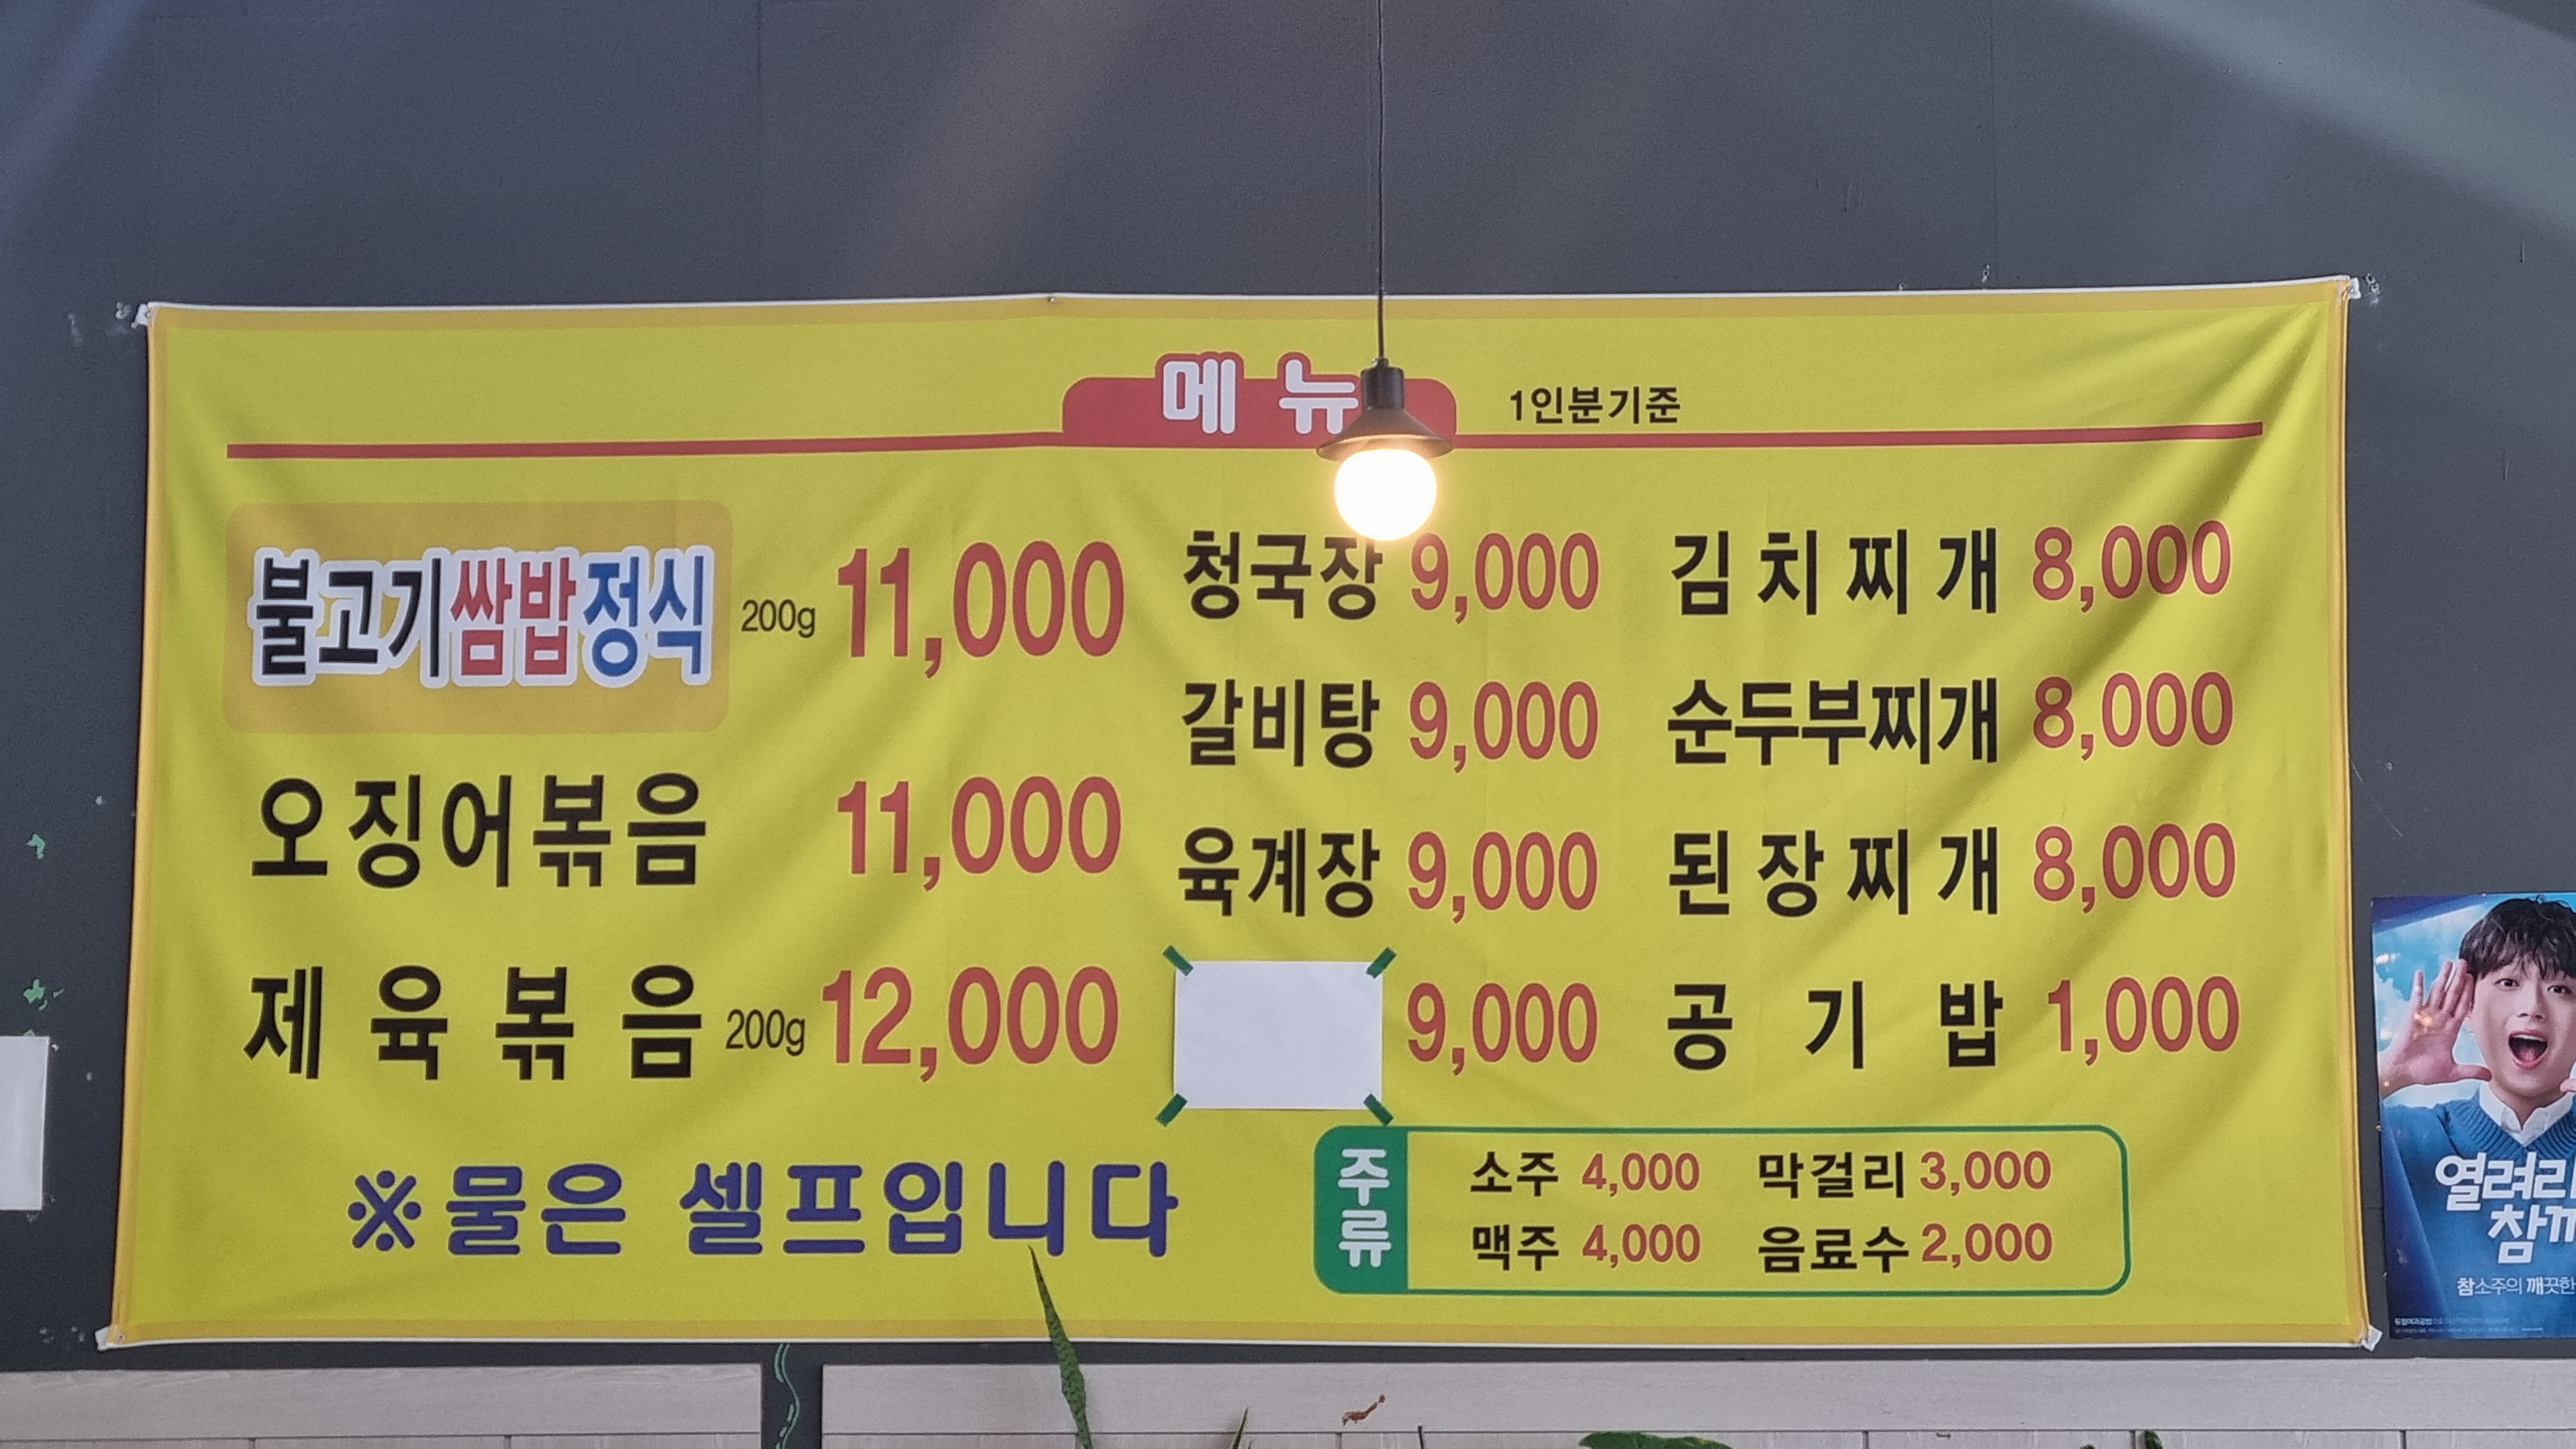 메뉴 1인분기준
불고기쌈밥정식 200g 11,000
오징어볶음 11,000
제육볶음 200g 12,000
청국장 9,000
갈비탕 9,000
육계장 9,000
9,000
김치찌개 8,000
순두부찌개 8,000
된장찌개 8,000
공기밥 1,000
※물은 셀프입니다
주류
소주 4,000 막걸리 3,000
맥주 4,000 음료수 2,000
열려라
참소주의 깨끗한